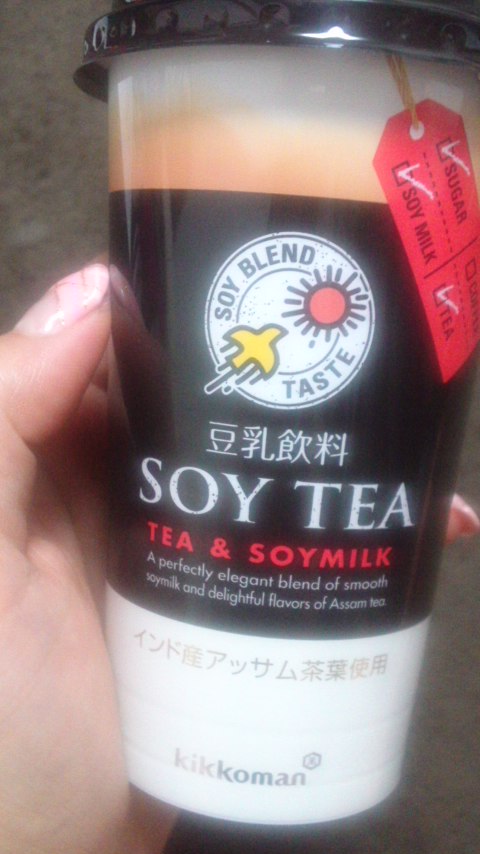 SOY BLEND
TASTE
SUGAR
SOY MILK
TEA
豆乳飲料
SOY TEA
TEA & SOYMILK
A perfectly elegant blend of smooth
soymilk and delightful flavors of Assam tea.
インド産アッサム茶葉使用
kikkoman